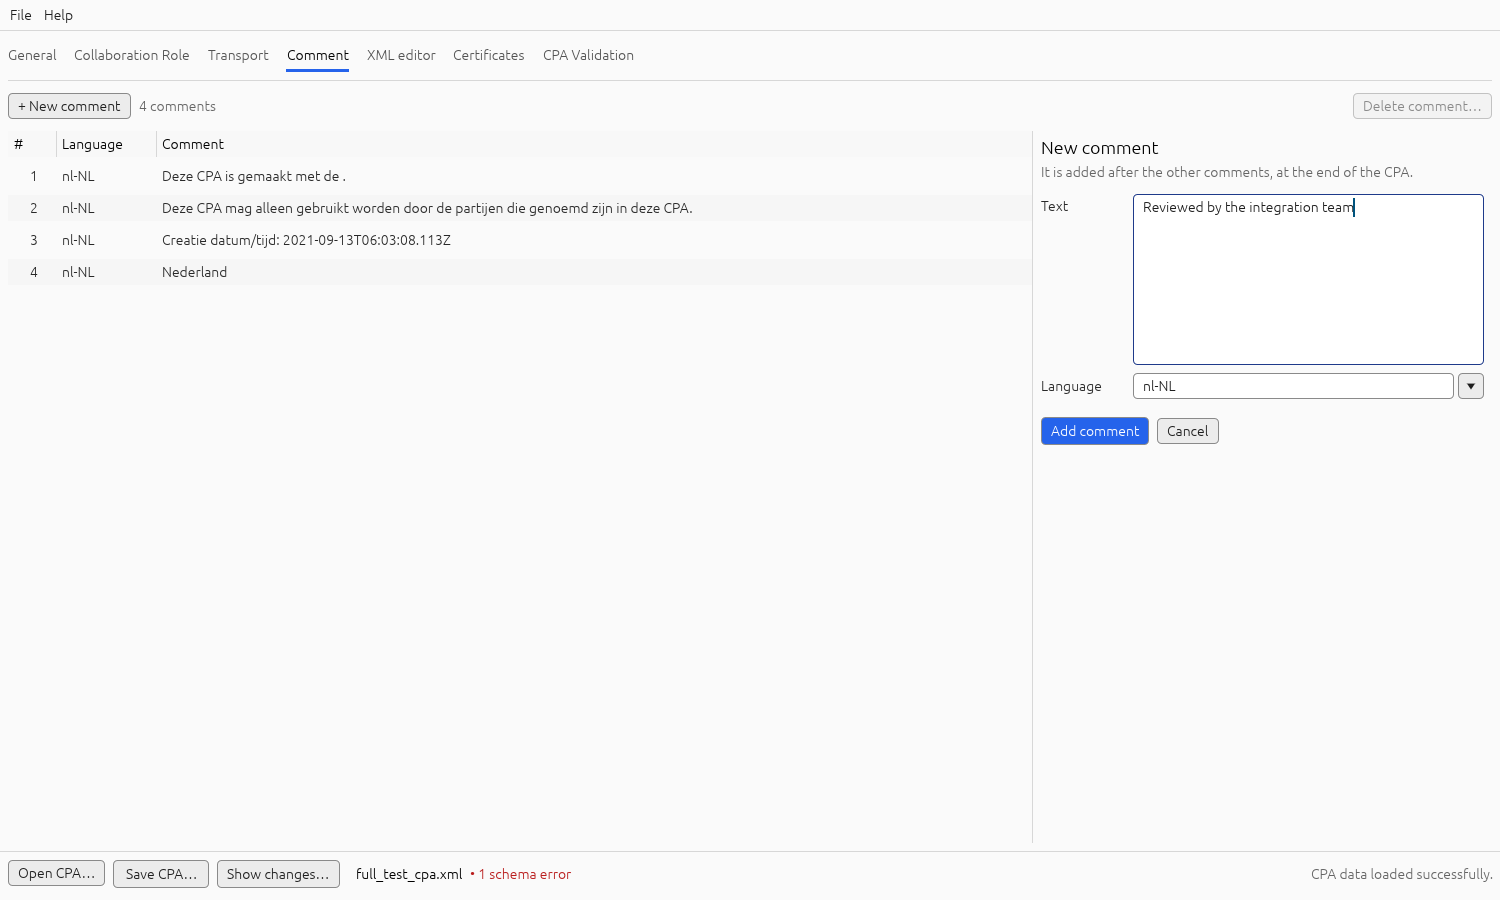 File Help
General Collaboration Role Transport Comment XML editor Certificates CPA Validation
+ New comment 4 comments Delete comment...
# Language Comment
1 nl-NL Deze CPA is gemaakt met de .
2 nl-NL Deze CPA mag alleen gebruikt worden door de partijen die genoemd zijn in deze CPA.
3 nl-NL Creatie datum/tijd: 2021-09-13T06:03:08.113Z
4 nl-NL Nederland
New comment
It is added after the other comments, at the end of the CPA.
Text Reviewed by the integration team
Language nl-NL
Add comment Cancel
Open CPA... Save CPA... Show changes... full_test_cpa.xml • 1 schema error CPA data loaded successfully.